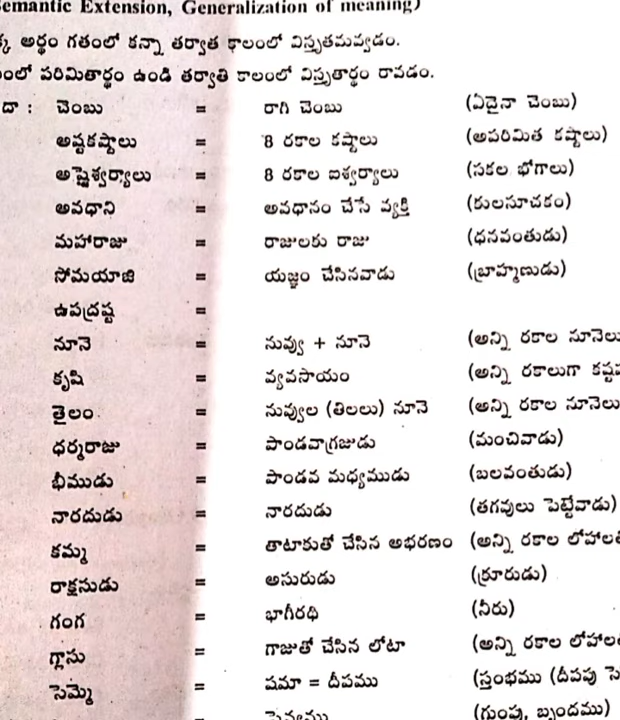 Semantic Extension, Generalization of meaning)
క్క అర్థం గతంలో కన్నా తర్వాత కాలంలో విస్తృతమవ్వడం.
పరిమితార్థం ఉండి తర్వాతి కాలంలో విస్తృతార్థం రావడం.
దా : చెంబు = రాగి చెంబు (ఏదైనా చెంబు)
అష్టకష్టాలు = 8 రకాల కష్టాలు (అపరిమిత కష్టాలు)
అష్టైశ్వర్యాలు = 8 రకాల ఐశ్వర్యాలు (సకల భోగాలు)
అవధాని = అవధానం చేసే వ్యక్తి (కులసూచకం)
మహారాజు = రాజులకు రాజు (ధనవంతుడు)
సోమయాజి = యజ్ఞం చేసినవాడు (బ్రాహ్మణుడు)
ఉపద్రష్ట =
నూనె = నువ్వు + నూనె (అన్ని రకాల నూనెలు
కృషి = వ్యవసాయం (అన్ని రకాలుగా
తైలం = నువ్వుల (తిలలు) నూనె (అన్ని రకాల నూనెలు
ధర్మరాజు = పాండవాగ్రజుడు (మంచివాడు)
భీముడు = పాండవ మధ్యముడు (బలవంతుడు)
నారదుడు = నారదుడు (తగవులు పెట్టేవాడు)
కమ్మ = తాటాకుతో చేసిన అభరణం (అన్ని రకాల
రాక్షసుడు = అసురుడు (క్రూరుడు)
గంగ = భాగీరథి (నీరు)
గ్లాసు = గాజుతో చేసిన లోటా (అన్ని రకాల
సెమ్మె = షమా = దీపము (స్తంభము (దీపపు
(గుంపు, బృందము)